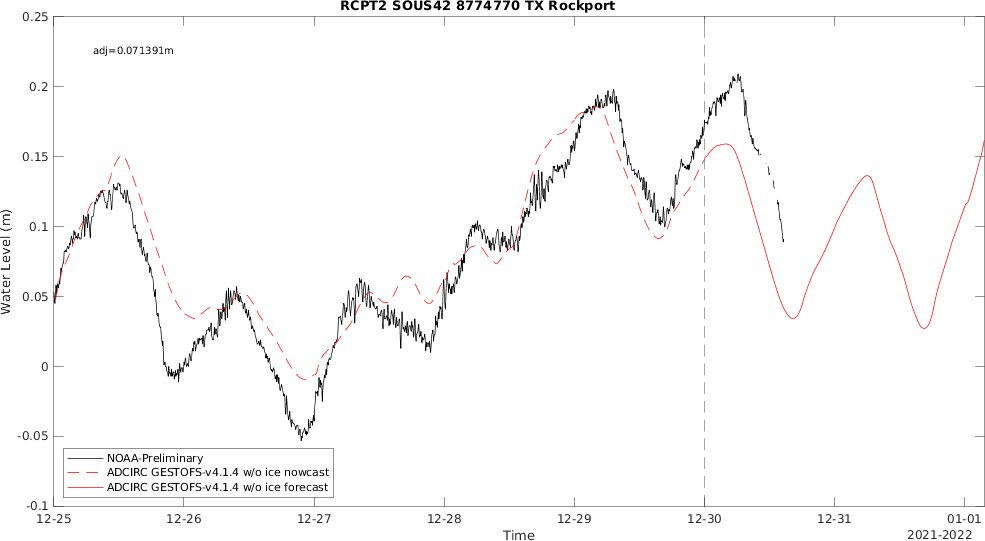 RCPT2 SOUS42 8774770 TX Rockport
adj=0.071391m
0.25
0.2
0.15
0.1
0.05
0
-0.05
-0.1
Water Level (m)
NOAA-Preliminary
ADCIRC GESTOFS-v4.1.4 w/o ice nowcast
ADCIRC GESTOFS-v4.1.4 w/o ice forecast
12-25 12-26 12-27 12-28 12-29 12-30 12-31 01-01
Time
2021-2022